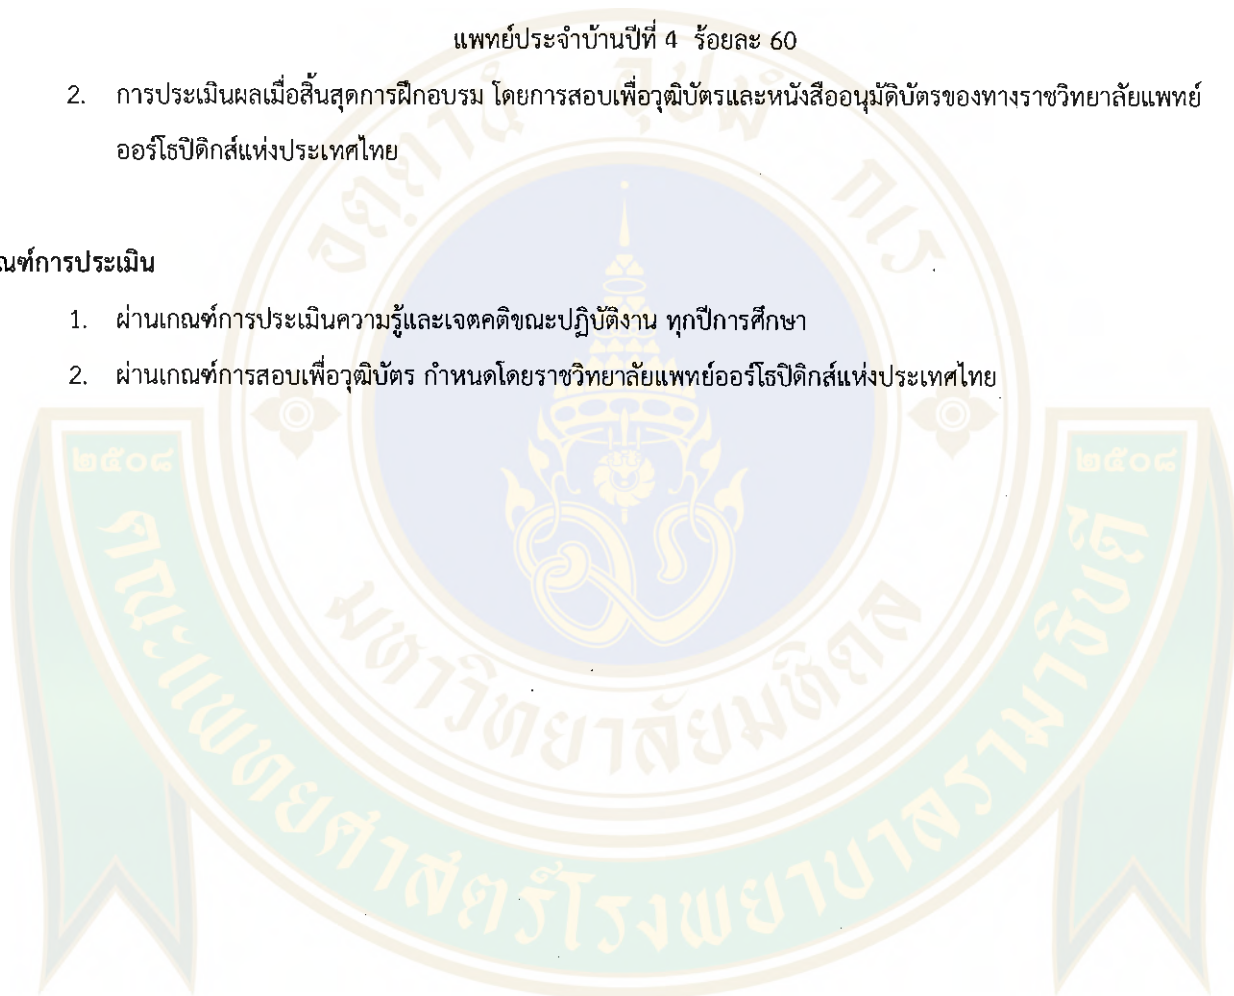 แพทย์ประจำบ้านปีที่ 4 ร้อยละ 60
2. การประเมินผลเมื่อสิ้นสุดการฝึกอบรม โดยการสอบเพื่อวุฒิบัตรและหนังสืออนุมัติบัตรของทางราชวิทยาลัยแพทย์
ออร์โธปิดิกส์แห่งประเทศไทย
ณฑ์การประเมิน
1. ผ่านเกณฑ์การประเมินความรู้และเจตคติขณะปฏิบัติงาน ทุกปีการศึกษา
2. ผ่านเกณฑ์การสอบเพื่อวุฒิบัตร กำหนดโดยราชวิทยาลัยแพทย์ออร์โธปิดิกส์แห่งประเทศไทย
อตฺตานํ อุปมํ กเร
๒๕๐๘ ๒๕๐๘
มหาวิทยาลัยมหิดล
คณะแพทยศาสตร์โรงพยาบาลรามาธิบดี